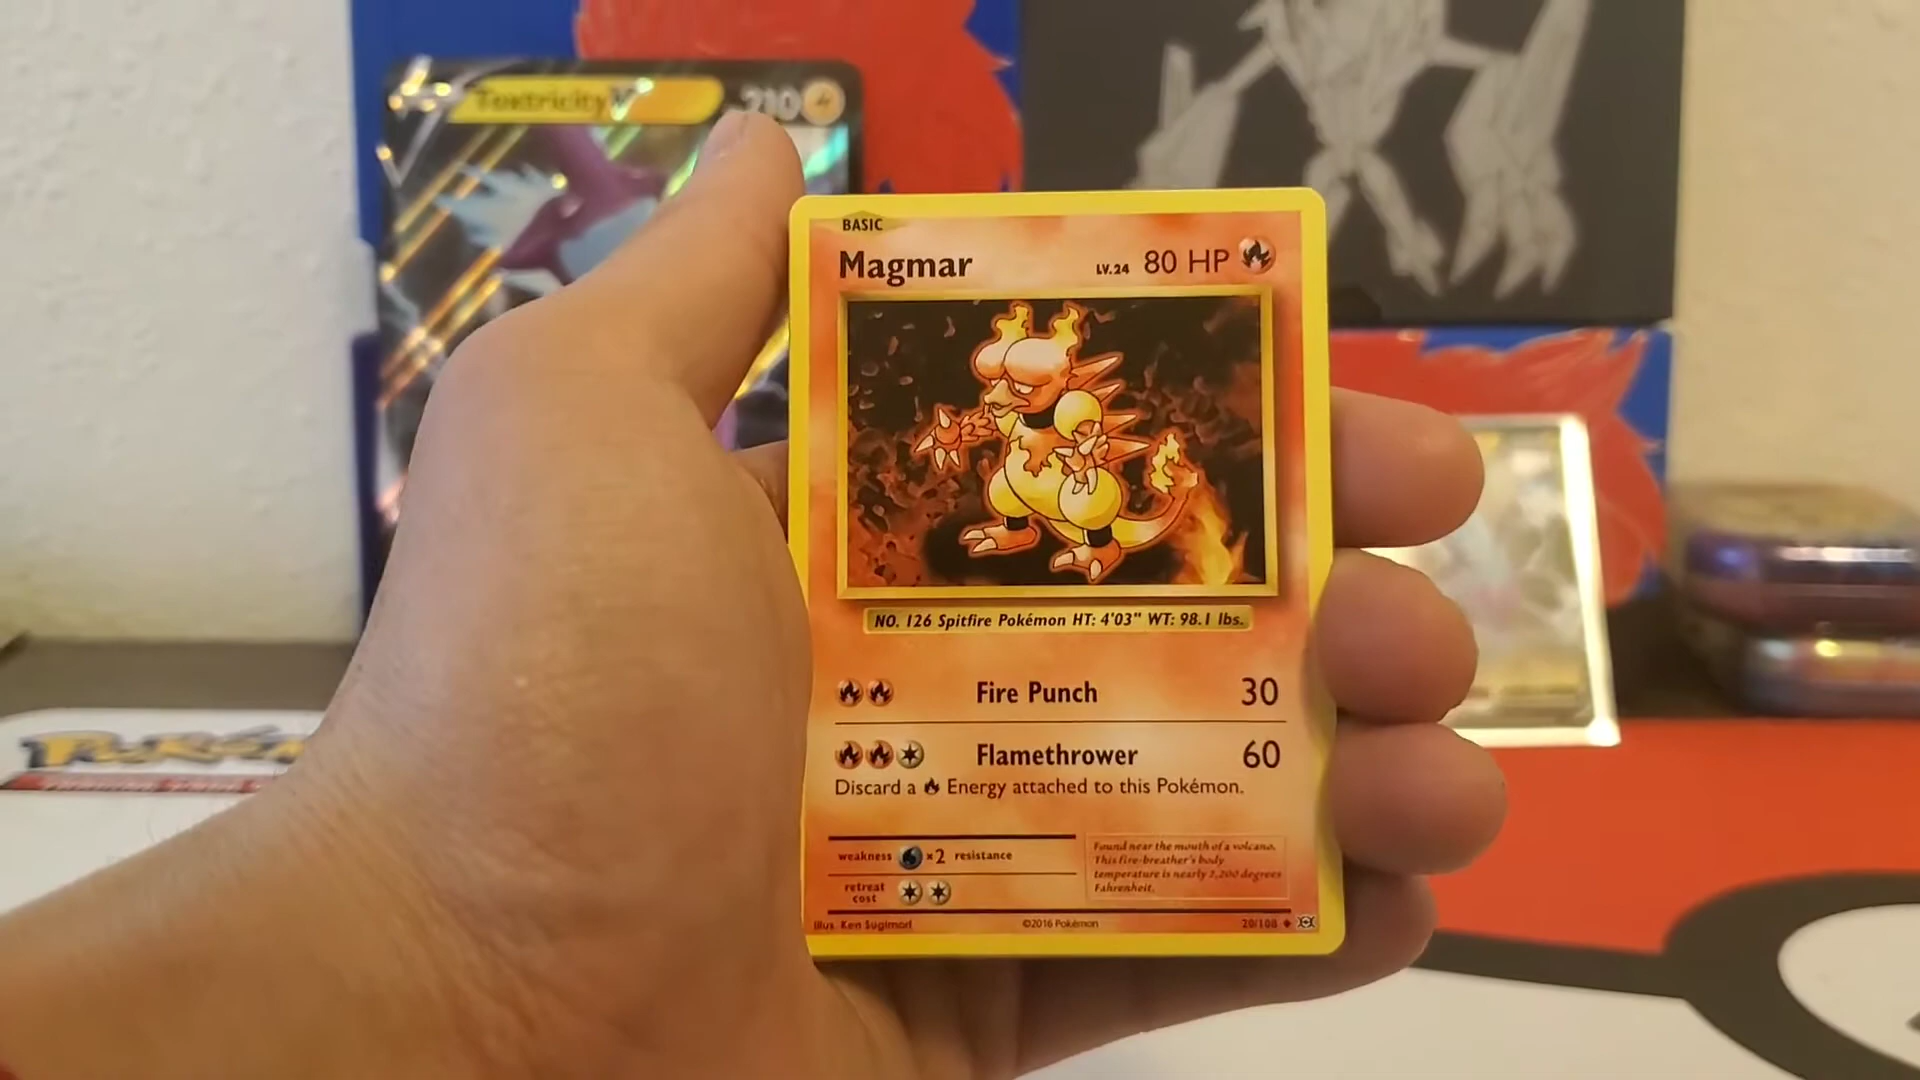 Toxtricity V
210
BASIC
Magmar
LV.24 80 HP
NO. 126 Spitfire Pokémon HT: 4'03" WT: 98.1 lbs.
Fire Punch 30
Flamethrower 60
Discard a Energy attached to this Pokémon.
weakness ×2 resistance
retreat
cost
Found near the mouth of a volcano.
This fire-breather's body
temperature is nearly 2,200 degrees
Fahrenheit.
Illus. Ken Sugimori ©2016 Pokémon 20/108
POKÉMON